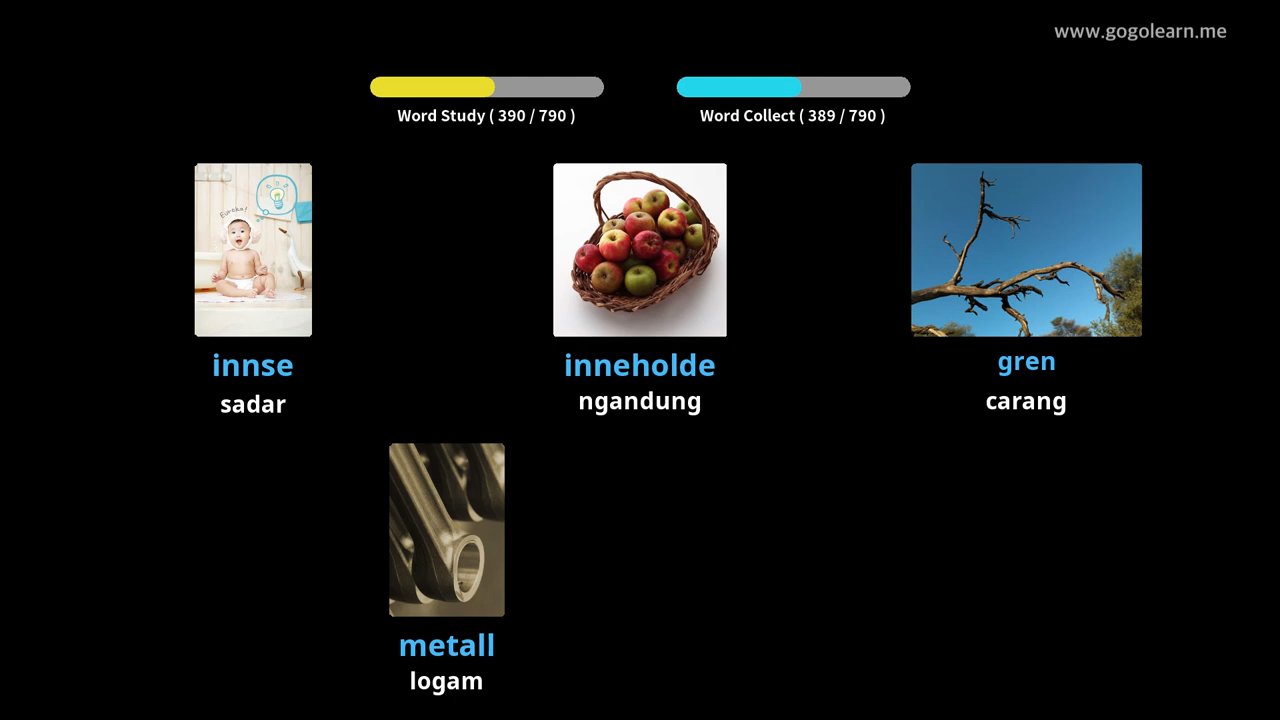 www.gogolearn.me
Word Study ( 390 / 790 )
Word Collect ( 389 / 790 )
Eureka!
innse
sadar
inneholde
ngandung
gren
carang
metall
logam